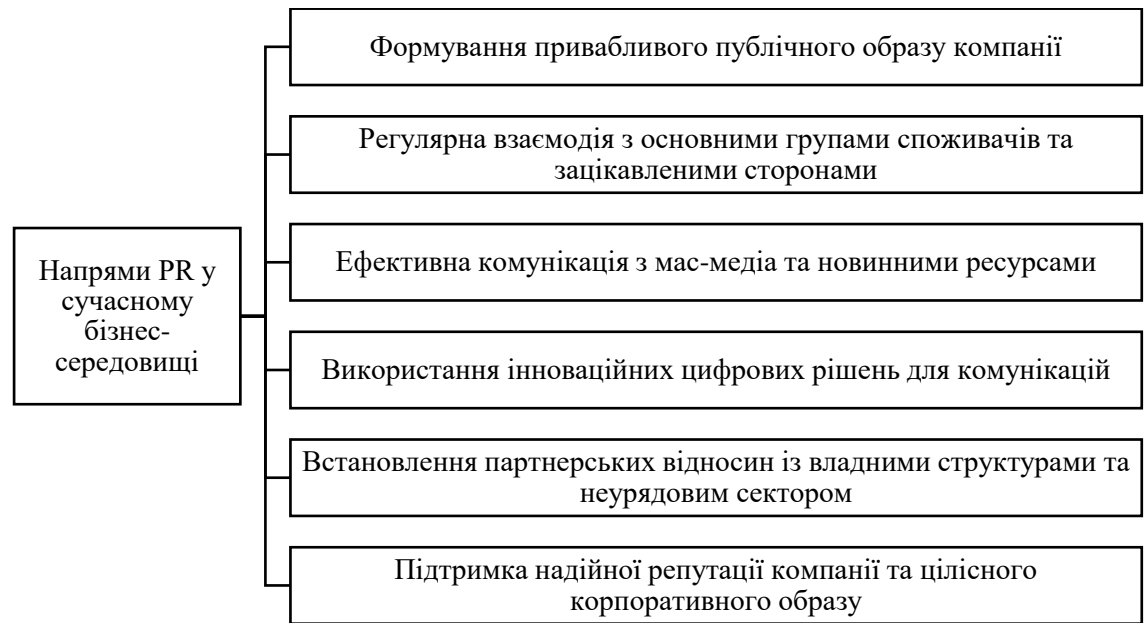 Напрями PR у
сучасному
бізнес-
середовищі
Формування привабливого публічного образу компанії
Регулярна взаємодія з основними групами споживачів та
зацікавленими сторонами
Ефективна комунікація з мас-медіа та новинними ресурсами
Використання інноваційних цифрових рішень для комунікацій
Встановлення партнерських відносин із владними структурами та
неурядовим сектором
Підтримка надійної репутації компанії та цілісного
корпоративного образу